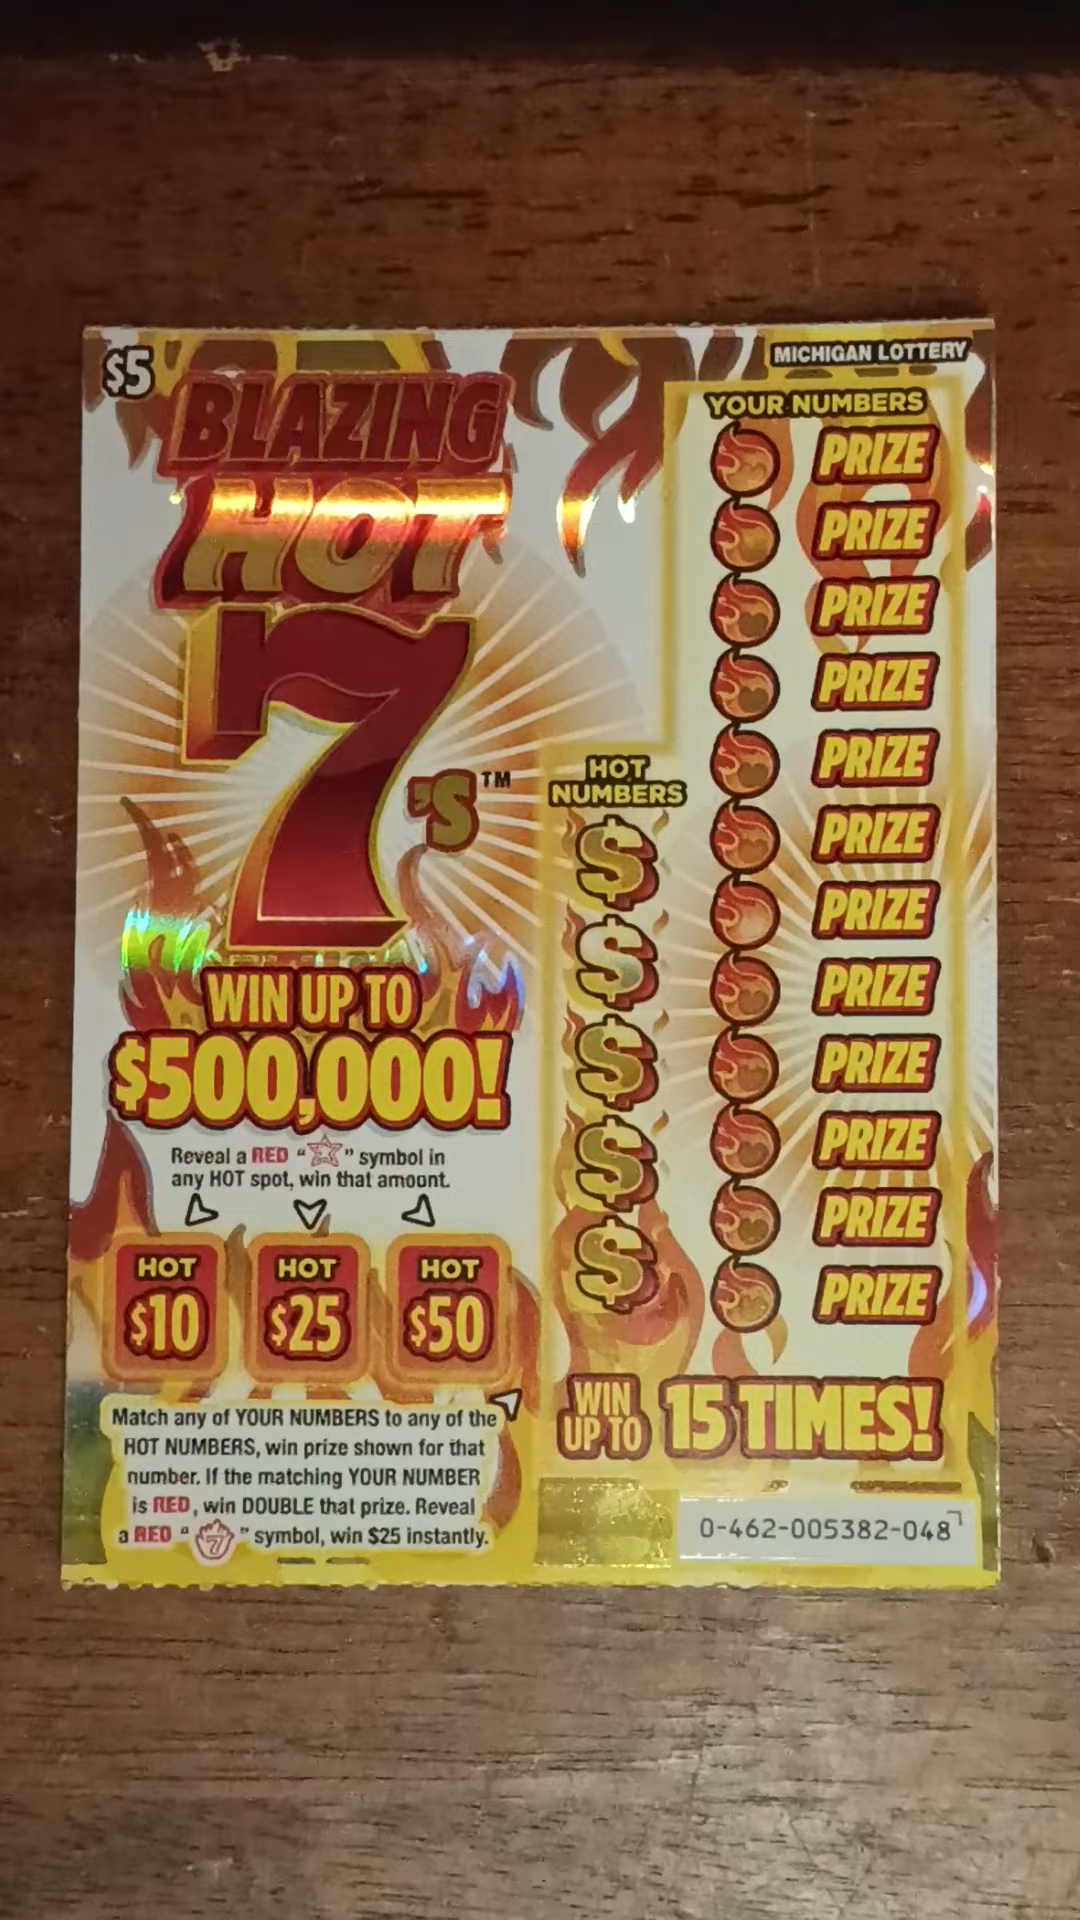 $5
MICHIGAN LOTTERY
BLAZING
HOT
7
'S™
WIN UP TO
$500,000!
Reveal a RED “ ” symbol in
any HOT spot, win that amount.
HOT
$10
HOT
$25
HOT
$50
Match any of YOUR NUMBERS to any of the
HOT NUMBERS, win prize shown for that
number. If the matching YOUR NUMBER
is RED, win DOUBLE that prize. Reveal
a RED “ 7 ” symbol, win $25 instantly.
HOT
NUMBERS
$
$
$
$
$
YOUR NUMBERS
PRIZE
PRIZE
PRIZE
PRIZE
PRIZE
PRIZE
PRIZE
PRIZE
PRIZE
PRIZE
PRIZE
PRIZE
WIN
UP TO
15 TIMES!
0-462-005382-048